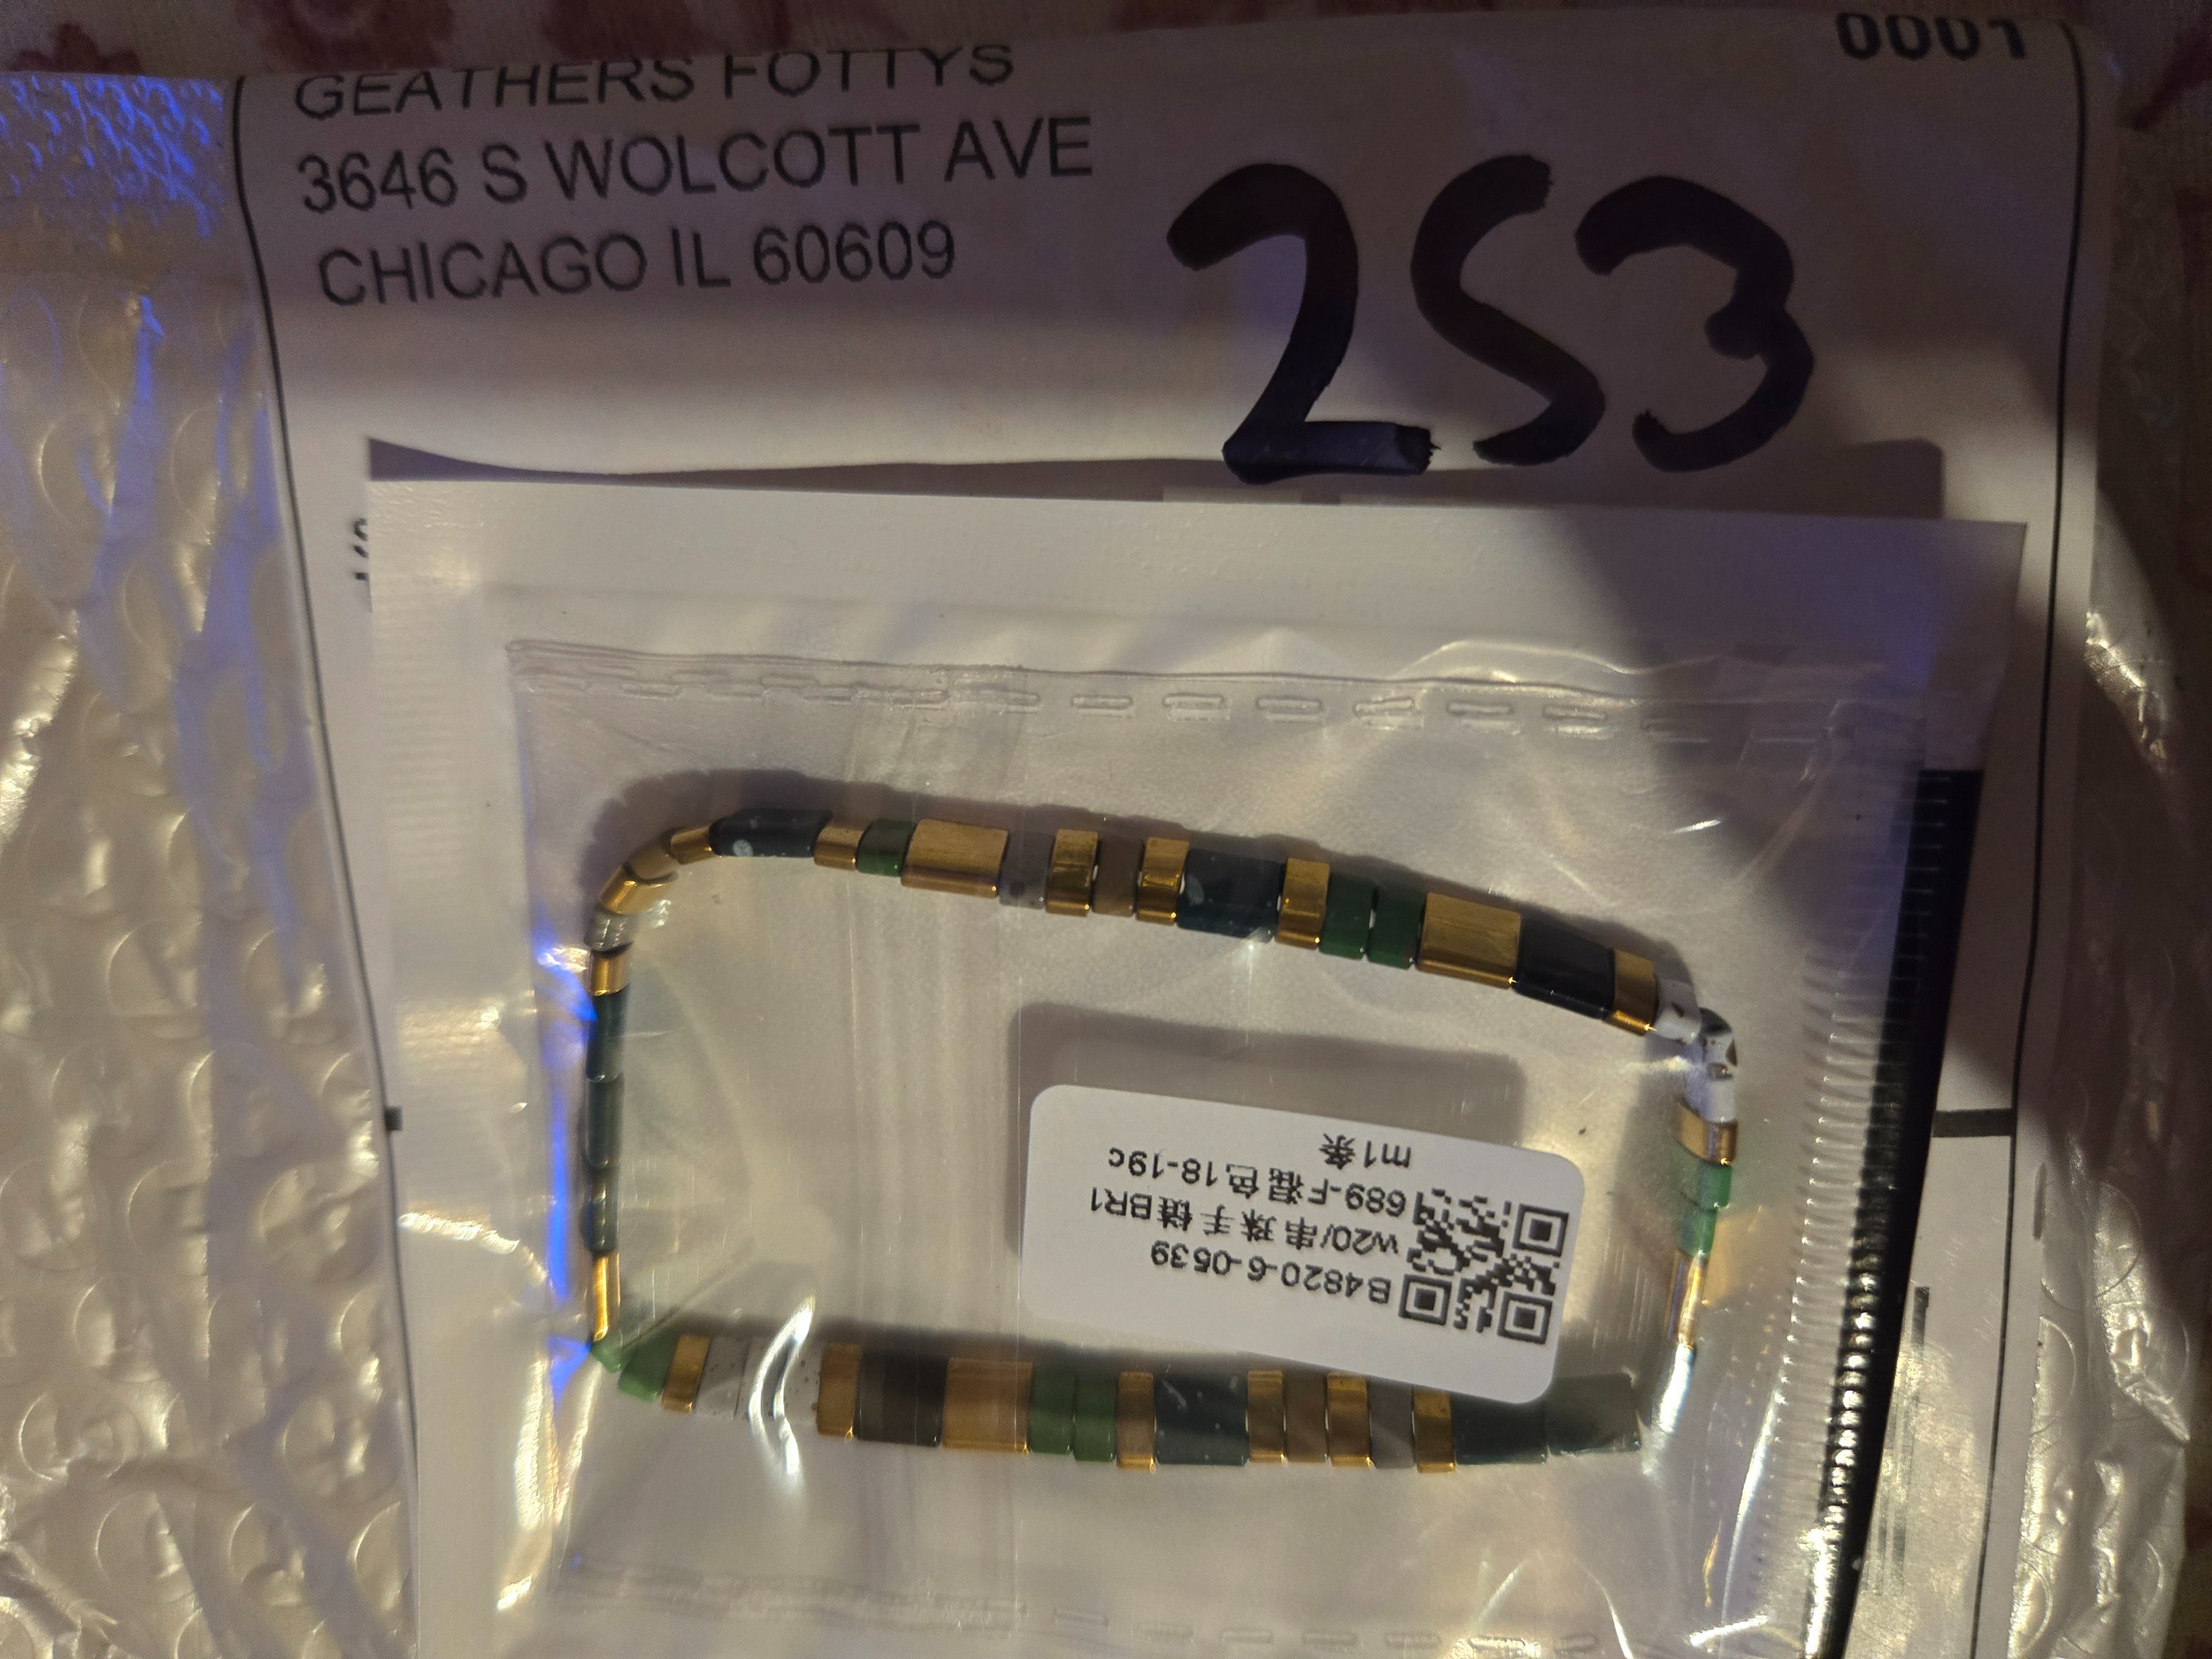 0001
GEATHERS FOTTYS
3646 S WOLCOTT AVE
CHICAGO IL 60609
253
B4820-6-0539
w20/串珠手链BR1
689-F混色18-19c
m1条